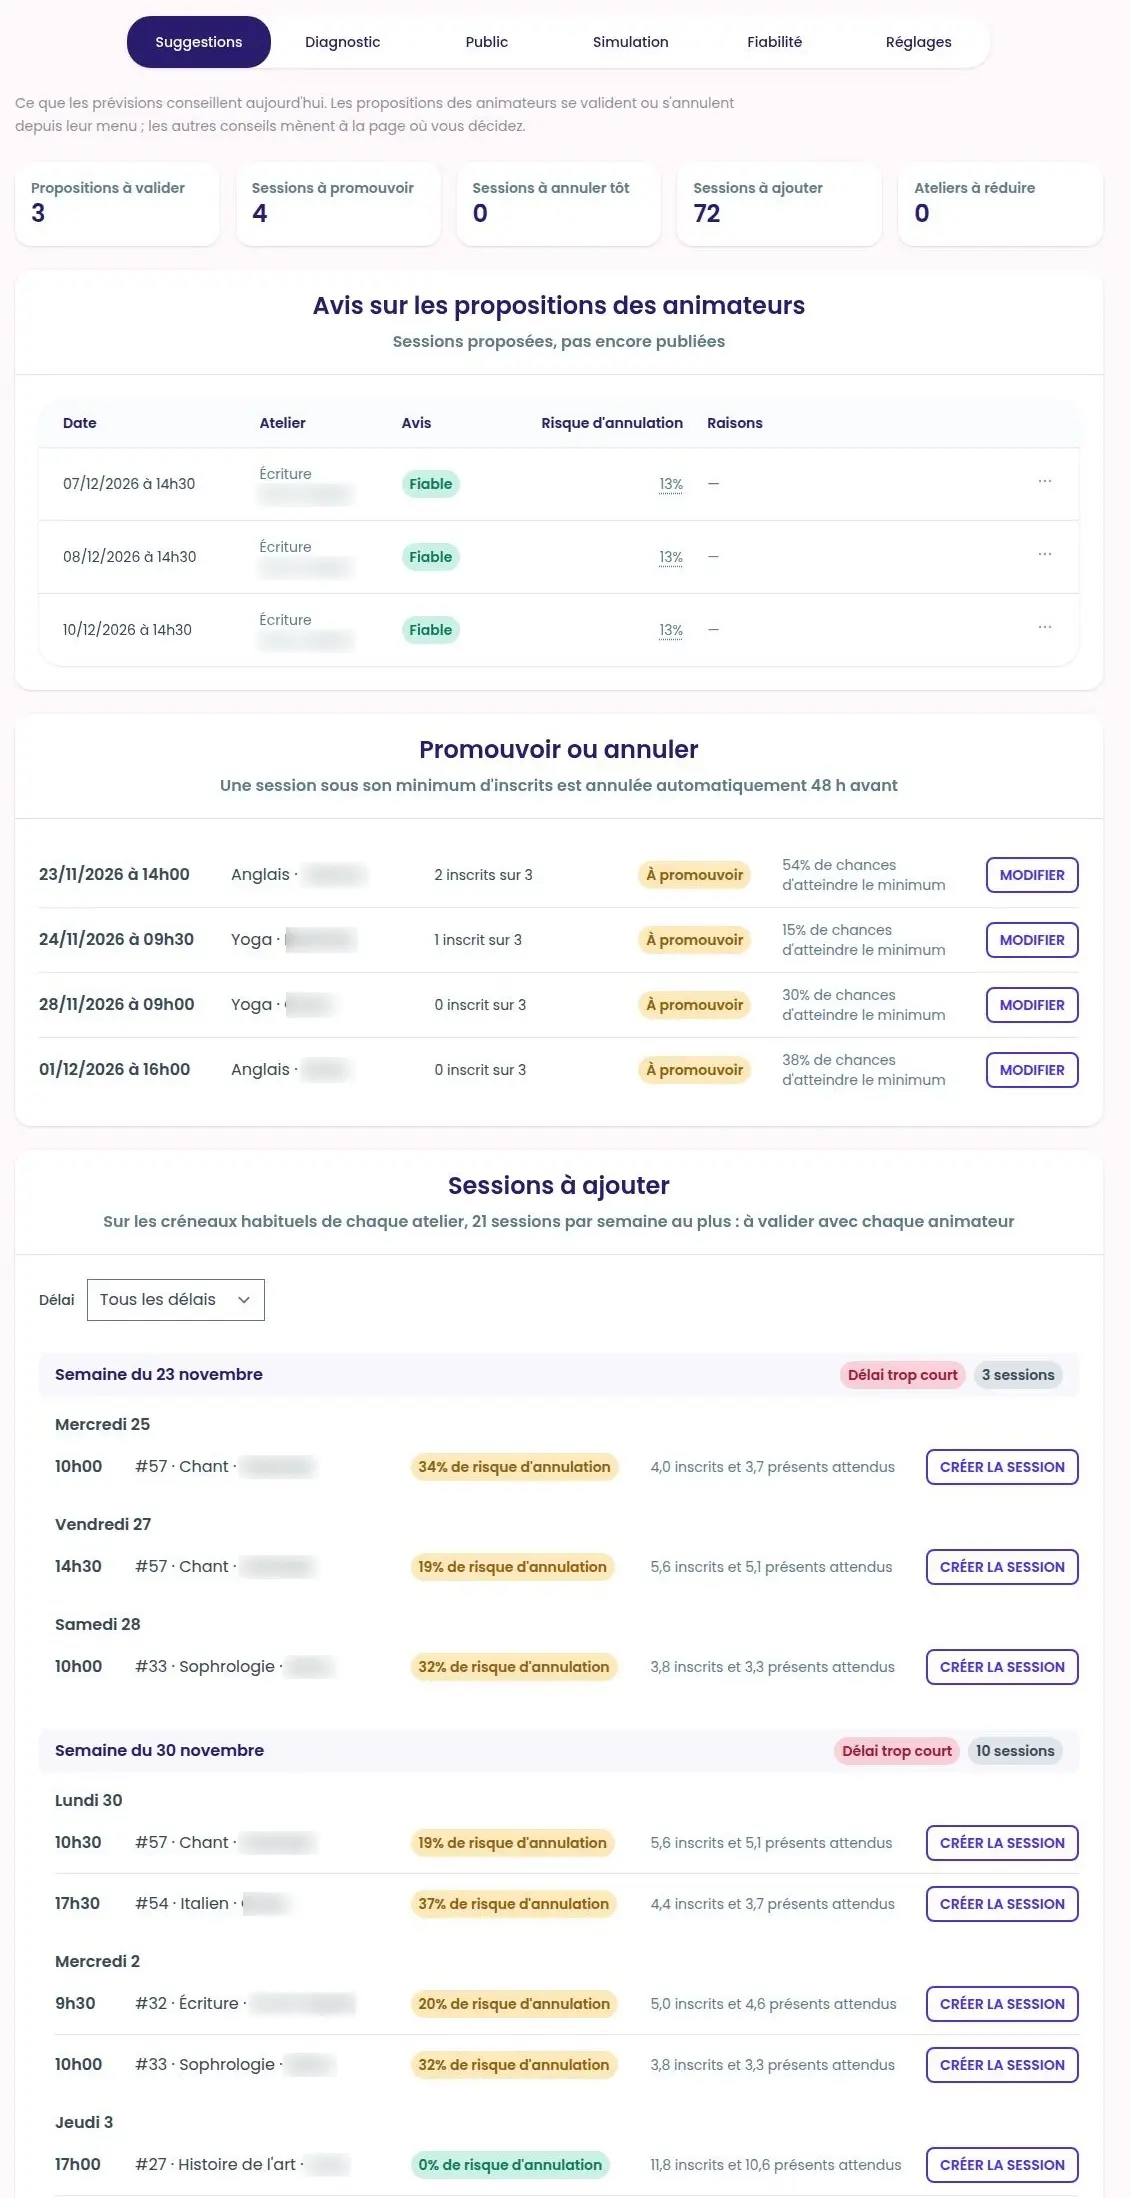 Suggestions Diagnostic Public Simulation Fiabilité Réglages
Ce que les prévisions conseillent aujourd'hui. Les propositions des animateurs se valident ou s'annulent
depuis leur menu ; les autres conseils mènent à la page où vous décidez.
Propositions à valider Sessions à promouvoir Sessions à annuler tôt Sessions à ajouter Ateliers à réduire
3 4 0 72 0
Avis sur les propositions des animateurs
Sessions proposées, pas encore publiées
Date Atelier Avis Risque d'annulation Raisons
07/12/2026 à 14h30 Écriture Fiable 13% — ...
08/12/2026 à 14h30 Écriture Fiable 13% — ...
10/12/2026 à 14h30 Écriture Fiable 13% — ...
Promouvoir ou annuler
Une session sous son minimum d'inscrits est annulée automatiquement 48 h avant
23/11/2026 à 14h00 Anglais · 2 inscrits sur 3 À promouvoir 54% de chances
d'atteindre le minimum MODIFIER
24/11/2026 à 09h30 Yoga · 1 inscrit sur 3 À promouvoir 15% de chances
d'atteindre le minimum MODIFIER
28/11/2026 à 09h00 Yoga · 0 inscrit sur 3 À promouvoir 30% de chances
d'atteindre le minimum MODIFIER
01/12/2026 à 16h00 Anglais · 0 inscrit sur 3 À promouvoir 38% de chances
d'atteindre le minimum MODIFIER
Sessions à ajouter
Sur les créneaux habituels de chaque atelier, 21 sessions par semaine au plus : à valider avec chaque animateur
Délai Tous les délais
Semaine du 23 novembre Délai trop court 3 sessions
Mercredi 25
10h00 #57 · Chant · 34% de risque d'annulation 4,0 inscrits et 3,7 présents attendus CRÉER LA SESSION
Vendredi 27
14h30 #57 · Chant · 19% de risque d'annulation 5,6 inscrits et 5,1 présents attendus CRÉER LA SESSION
Samedi 28
10h00 #33 · Sophrologie · 32% de risque d'annulation 3,8 inscrits et 3,3 présents attendus CRÉER LA SESSION
Semaine du 30 novembre Délai trop court 10 sessions
Lundi 30
10h30 #57 · Chant · 19% de risque d'annulation 5,6 inscrits et 5,1 présents attendus CRÉER LA SESSION
17h30 #54 · Italien · 37% de risque d'annulation 4,4 inscrits et 3,7 présents attendus CRÉER LA SESSION
Mercredi 2
9h30 #32 · Écriture · 20% de risque d'annulation 5,0 inscrits et 4,6 présents attendus CRÉER LA SESSION
10h00 #33 · Sophrologie · 32% de risque d'annulation 3,8 inscrits et 3,3 présents attendus CRÉER LA SESSION
Jeudi 3
17h00 #27 · Histoire de l'art · 0% de risque d'annulation 11,8 inscrits et 10,6 présents attendus CRÉER LA SESSION